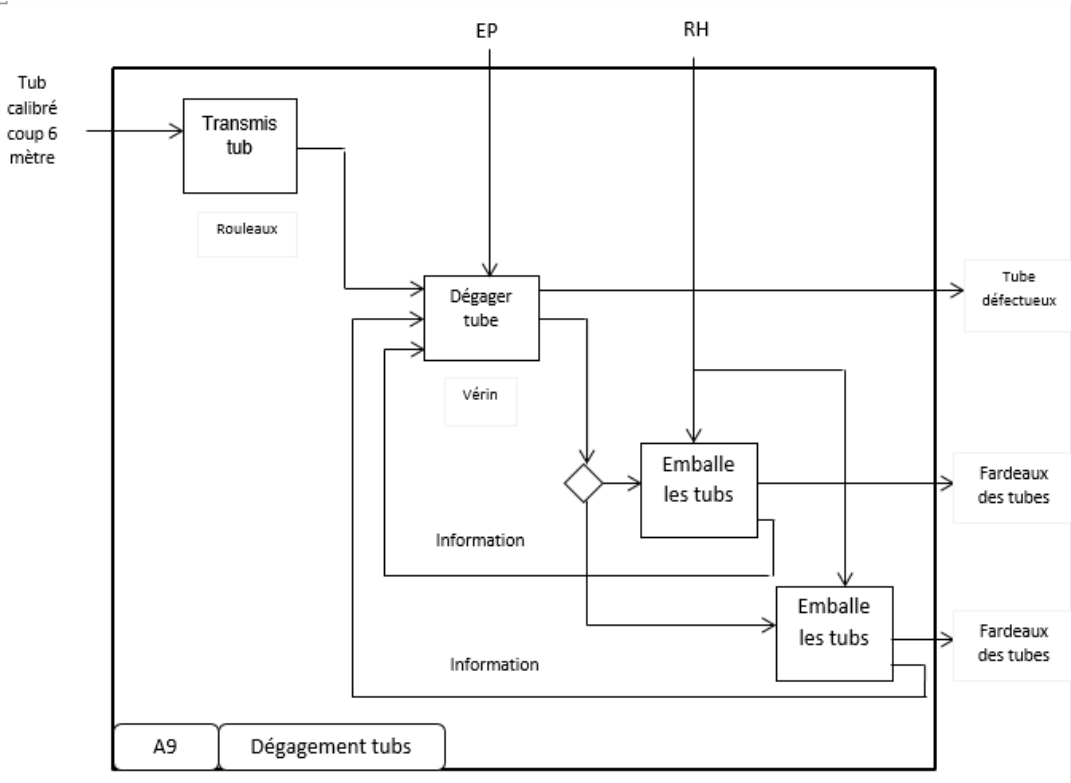 EP
RH
Tub
calibré
coup 6
mètre
Transmis
tub
Rouleaux
Dégager
tube
Vérin
Tube
défectueux
Emballe
les tubs
Fardeaux
des tubes
Information
Emballe
les tubs
Fardeaux
des tubes
Information
A9
Dégagement tubs